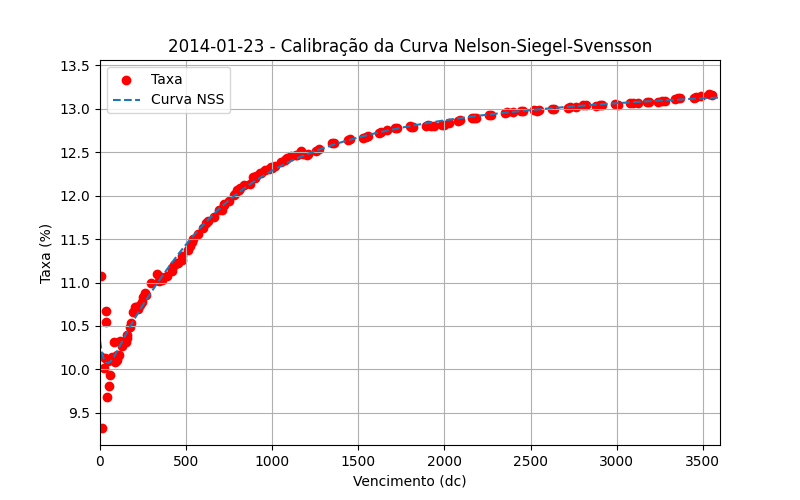 2014-01-23 - Calibração da Curva Nelson-Siegel-Svensson
Taxa
Curva NSS
Taxa (%)
13.5
13.0
12.5
12.0
11.5
11.0
10.5
10.0
9.5
0 500 1000 1500 2000 2500 3000 3500
Vencimento (dc)